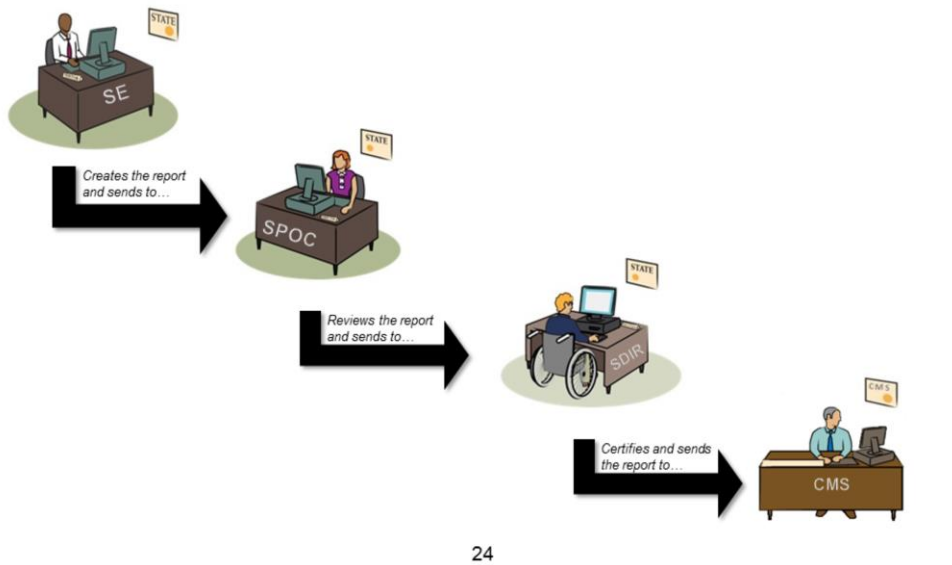 STATE
SE
Creates the report
and sends to...
STATE
SPOC
Reviews the report
and sends to...
STATE
SDIR
CMS
Certifies and sends
the report to...
CMS
24